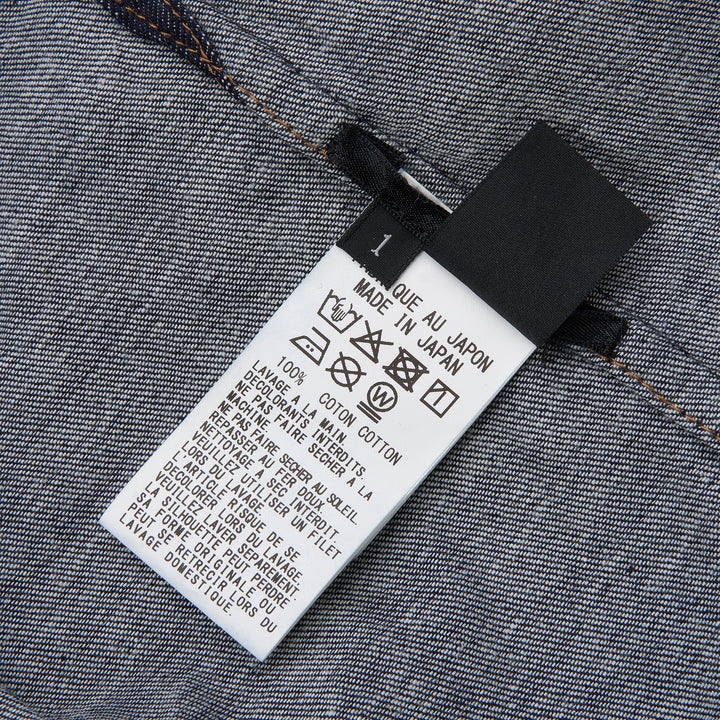 1
QUE AU JAPON
MADE IN JAPAN
W
100% COTON COTTON
LAVAGE A LA MAIN.
DECOLORANTS INTERDITS.
NE PAS FAIRE SECHER A LA
MACHINE.
NE PAS FAIRE SECHER AU SOLEIL.
REPASSER AU FER DOUX.
NETTOYAGE A SEC INTERDIT.
VEUILLEZ UTILISER UN FILET
LORS DU LAVAGE.
L'ARTICLE RISQUE DE SE
DECOLORER LORS DU LAVAGE.
VEUILLEZ LAVER SEPAREMENT.
SA SILHOUETTE PEUT PERDRE
SA FORME ORIGINALE OU
PEUT SE RETRECIR LORS DU
LAVAGE DOMESTIQUE.